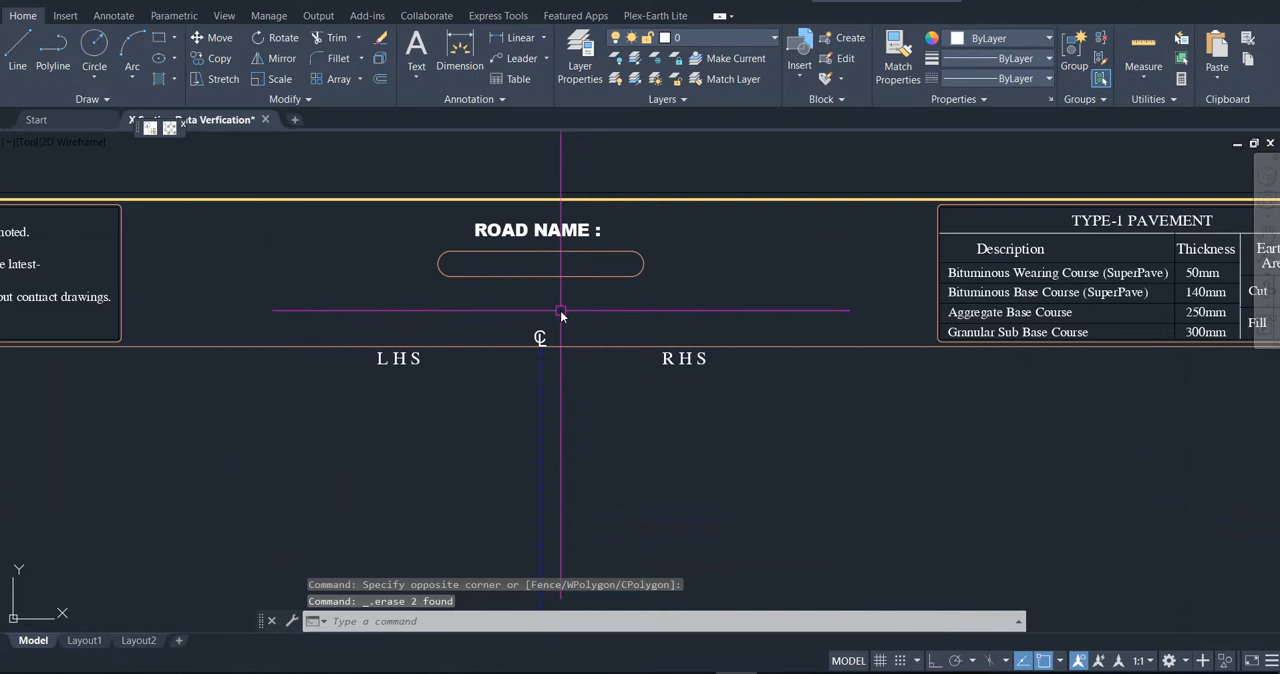 Home Insert Annotate Parametric View Manage Output Add-ins Collaborate Express Tools Featured Apps Plex-Earth Lite
Line Polyline Circle Arc
Move Rotate Trim
Copy Mirror Fillet
Stretch Scale Array
Text Dimension
Linear
Leader
Table
Layer Properties
0
Make Current
Match Layer
Insert
Create
Edit
Match Properties
ByLayer
ByLayer
ByLayer
Group
Measure
Paste
Draw Modify Annotation Layers Block Properties Groups Utilities Clipboard
Start
Data Verfication*
[−][Top][2D Wireframe]
noted.
e latest-
out contract drawings.
ROAD NAME :
TYPE-1 PAVEMENT
Description Thickness
Bituminous Wearing Course (SuperPave) 50mm
Bituminous Base Course (SuperPave) 140mm
Aggregate Base Course 250mm
Granular Sub Base Course 300mm
Cut
Fill
CL
L H S R H S
Command: Specify opposite corner or [Fence/WPolygon/CPolygon]:
Command: _.erase 2 found
Type a command
Y
X
Model Layout1 Layout2
MODEL 1:1